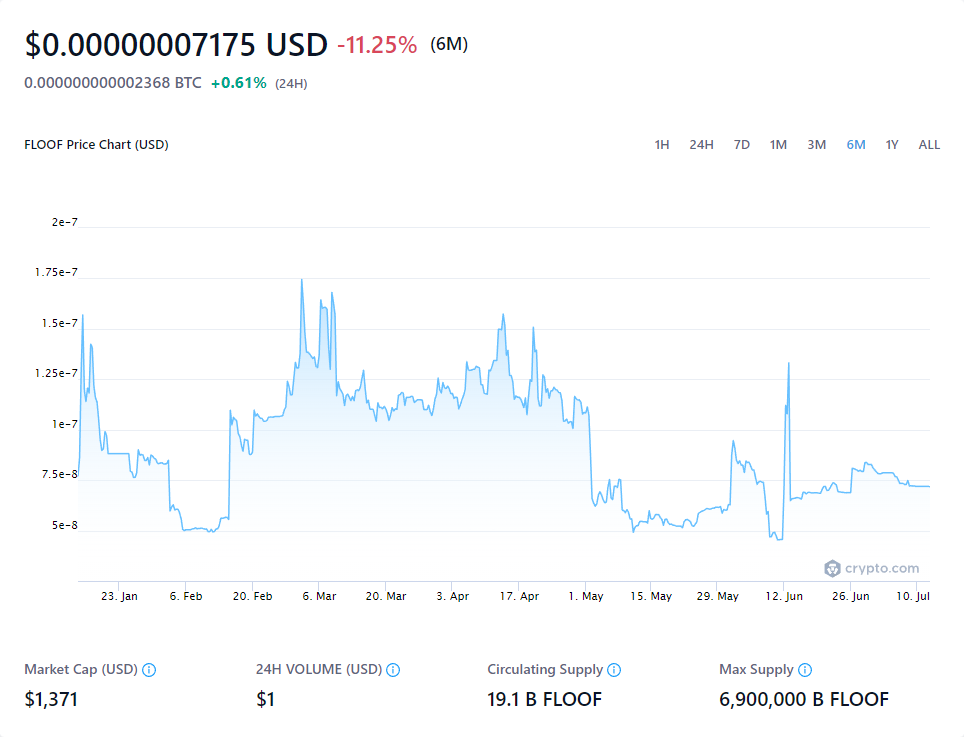 $0.00000007175 USD -11.25% (6M)
0.000000000002368 BTC +0.61% (24H)
FLOOF Price Chart (USD) 1H 24H 7D 1M 3M 6M 1Y ALL
2e-7
1.75e-7
1.5e-7
1.25e-7
1e-7
7.5e-8
5e-8
crypto.com
23. Jan 6. Feb 20. Feb 6. Mar 20. Mar 3. Apr 17. Apr 1. May 15. May 29. May 12. Jun 26. Jun 10. Jul
Market Cap (USD) 24H VOLUME (USD) Circulating Supply Max Supply
$1,371 $1 19.1 B FLOOF 6,900,000 B FLOOF